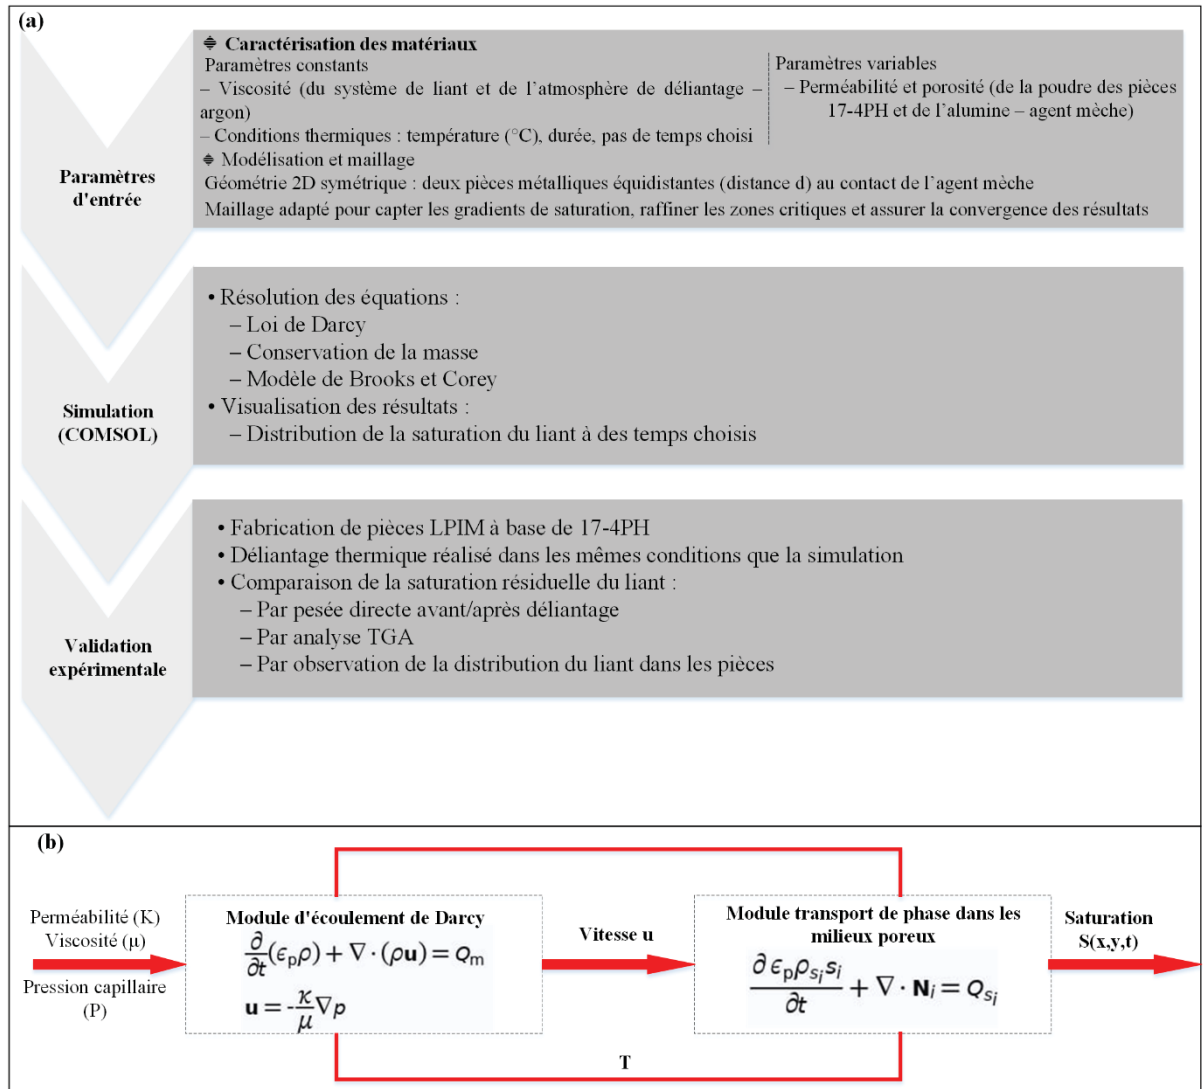 (a)
Paramètres
d'entrée
⸎ Caractérisation des matériaux
Paramètres constants
– Viscosité (du système de liant et de l’atmosphère de déliantage –
argon)
– Conditions thermiques : température (°C), durée, pas de temps choisi
Paramètres variables
– Perméabilité et porosité (de la poudre des pièces
17-4PH et de l’alumine – agent mèche)
Modélisation et maillage
Géométrie 2D symétrique : deux pièces métalliques équidistantes (distance d) au contact de l’agent mèche
Maillage adapté pour capter les gradients de saturation, raffiner les zones critiques et assurer la convergence des résultats
Simulation
(COMSOL)
• Résolution des équations :
– Loi de Darcy
– Conservation de la masse
– Modèle de Brooks et Corey
• Visualisation des résultats :
– Distribution de la saturation du liant à des temps choisis
Validation
expérimentale
• Fabrication de pièces LPIM à base de 17-4PH
• Déliantage thermique réalisé dans les mêmes conditions que la simulation
• Comparaison de la saturation résiduelle du liant :
– Par pesée directe avant/après déliantage
– Par analyse TGA
– Par observation de la distribution du liant dans les pièces
(b)
Perméabilité (K)
Viscosité (μ)
Pression capillaire
(P)
Module d'écoulement de Darcy
∂/∂t(ϵ_pρ) + ∇·(ρu) = Q_m
u = -κ/μ ∇p
Vitesse u
Module transport de phase dans les
milieux poreux
∂ϵ_pρ_{s_i}s_i/∂t + ∇·N_i = Q_{s_i}
Saturation
S(x,y,t)
T